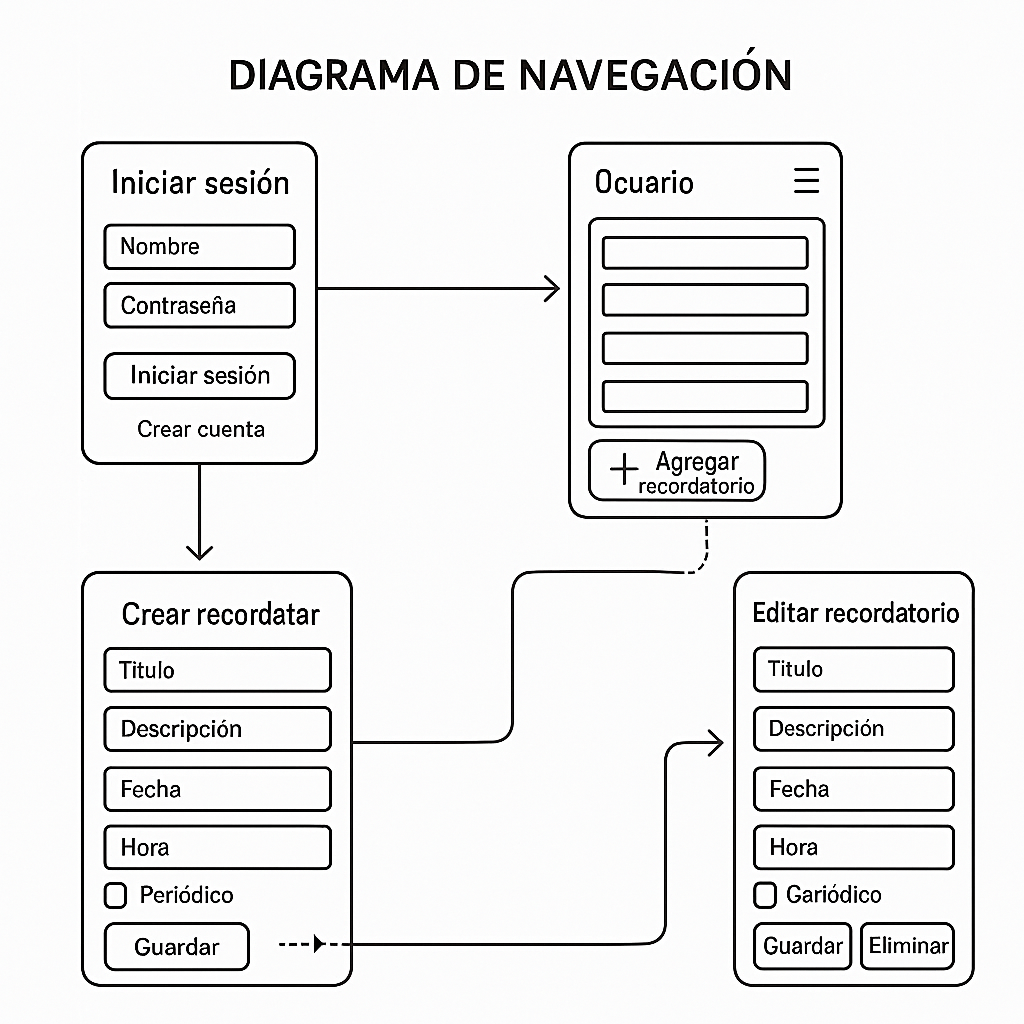 DIAGRAMA DE NAVEGACIÓN
Iniciar sesión
Nombre
Contraseña
Iniciar sesión
Crear cuenta
Ocuario
Agregar
recordatorio
Crear recordatar
Titulo
Descripción
Fecha
Hora
Periódico
Guardar
Editar recordatorio
Titulo
Descripción
Fecha
Hora
Gariódico
Guardar
Eliminar